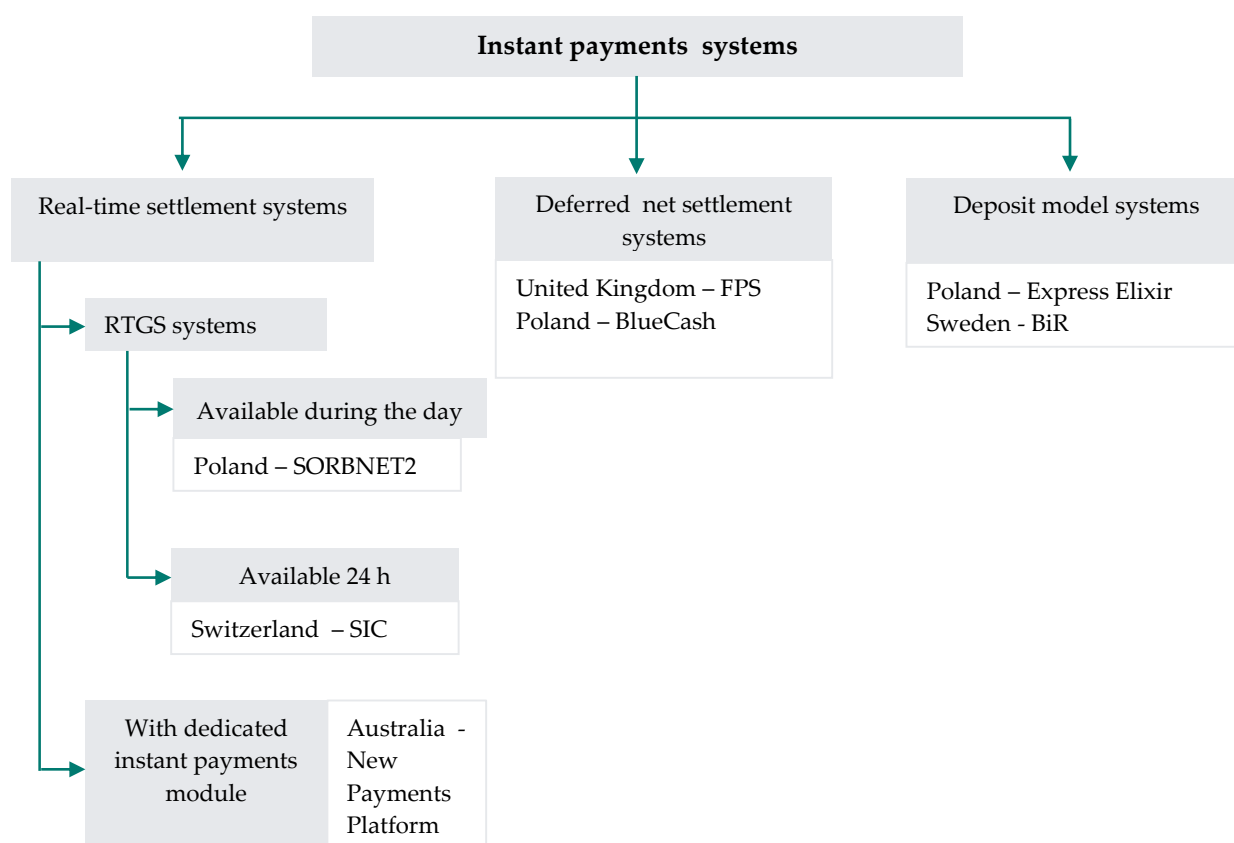 Instant payments systems
Real-time settlement systems
Deferred net settlement
systems
United Kingdom – FPS
Poland – BlueCash
Deposit model systems
Poland – Express Elixir
Sweden - BiR
RTGS systems
Available during the day
Poland – SORBNET2
Available 24 h
Switzerland – SIC
With dedicated
instant payments
module
Australia -
New
Payments
Platform